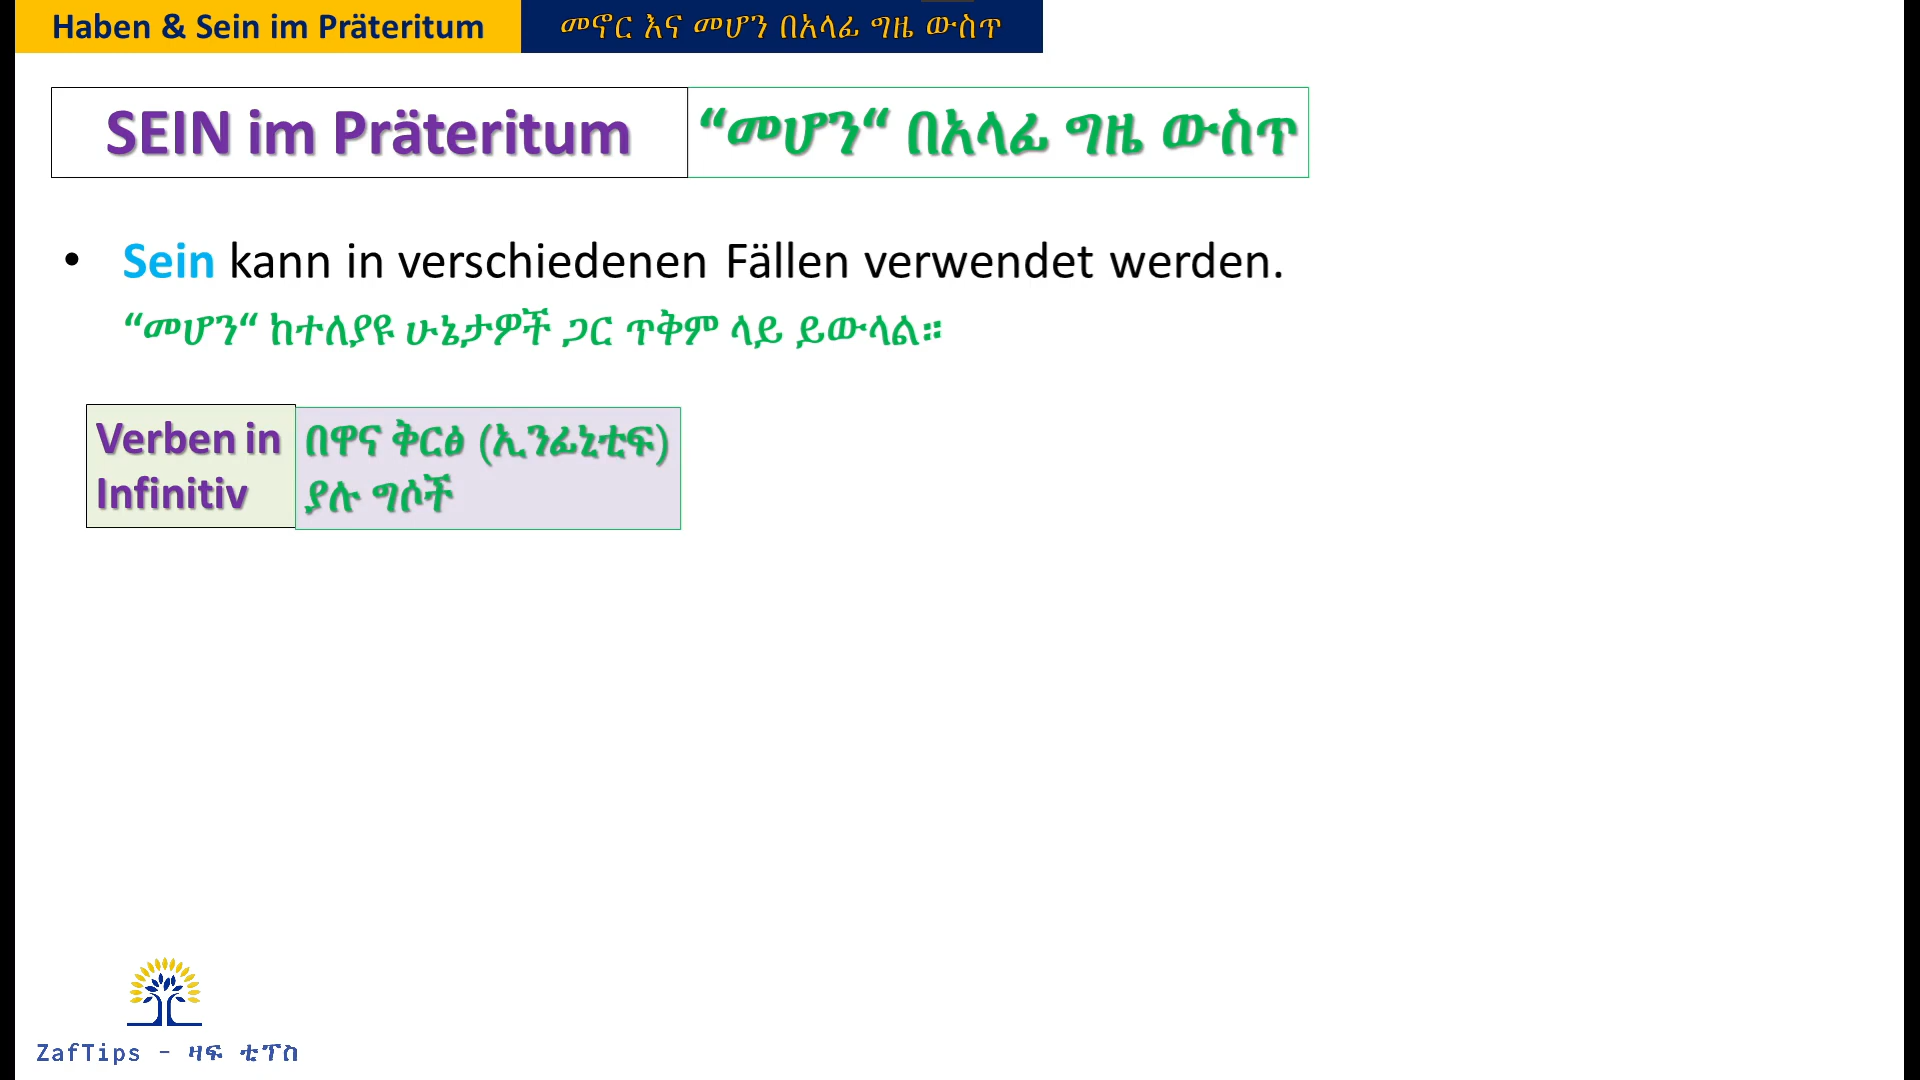 Haben & Sein im Präteritum
መኖር እና መሆን በአላፊ ግዜ ውስጥ
SEIN im Präteritum
“መሆን“ በአላፊ ግዜ ውስጥ
• Sein kann in verschiedenen Fällen verwendet werden.
“መሆን“ ከተለያዩ ሁኔታዎች ጋር ጥቅም ላይ ይውላል።
Verben in
Infinitiv
በዋና ቅርፅ (ኢንፊኒቲፍ)
ያሉ ግሶች
ZafTips - ዛፍ ቲፕስ